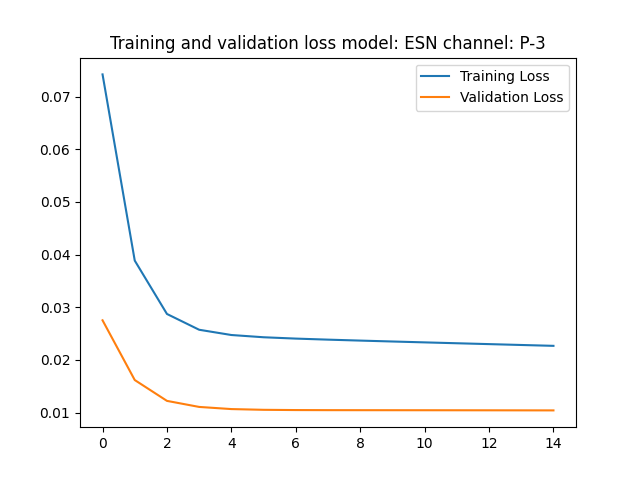 Training and validation loss model: ESN channel: P-3
Training Loss
Validation Loss
0.07
0.06
0.05
0.04
0.03
0.02
0.01
0 2 4 6 8 10 12 14